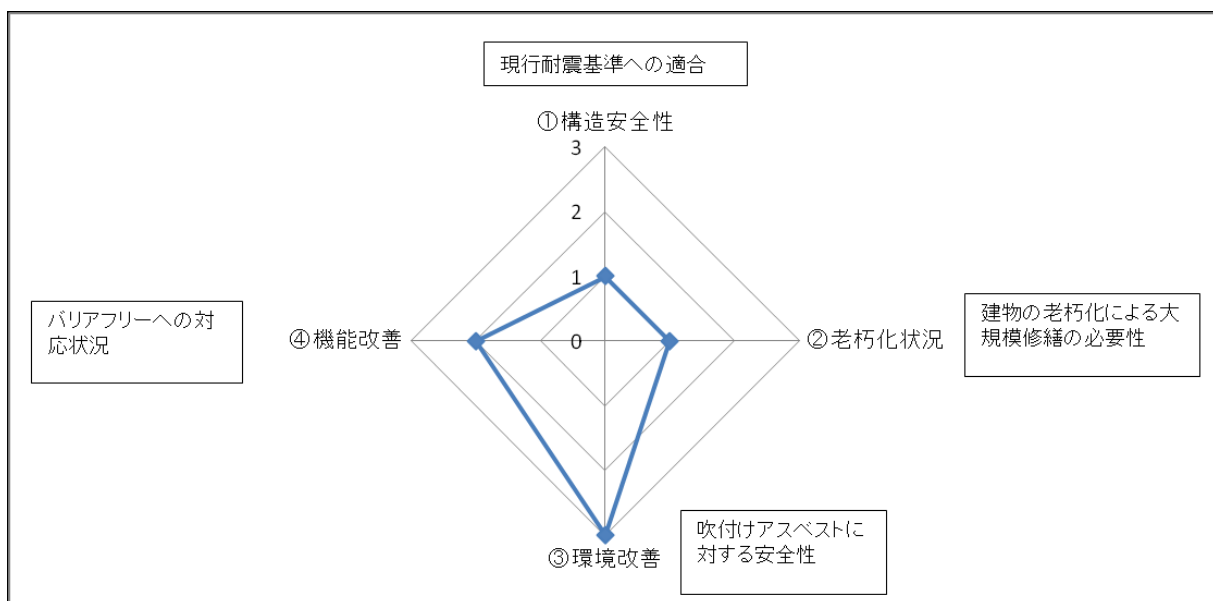 現行耐震基準への適合
①構造安全性
3
2
1
0
バリアフリーへの対
応状況
④機能改善
②老朽化状況
建物の老朽化による大
規模修繕の必要性
③環境改善
吹付けアスベストに
対する安全性